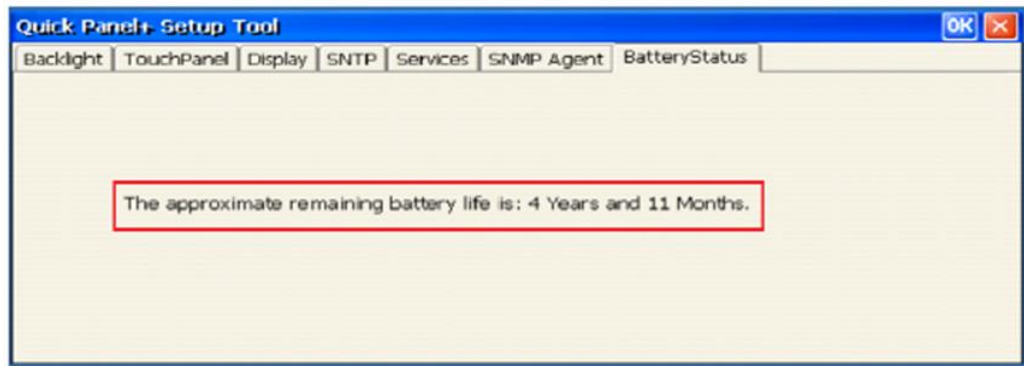 Quick Panel+ Setup Tool OK
Backlight TouchPanel Display SNTP Services SNMP Agent BatteryStatus
The approximate remaining battery life is: 4 Years and 11 Months.